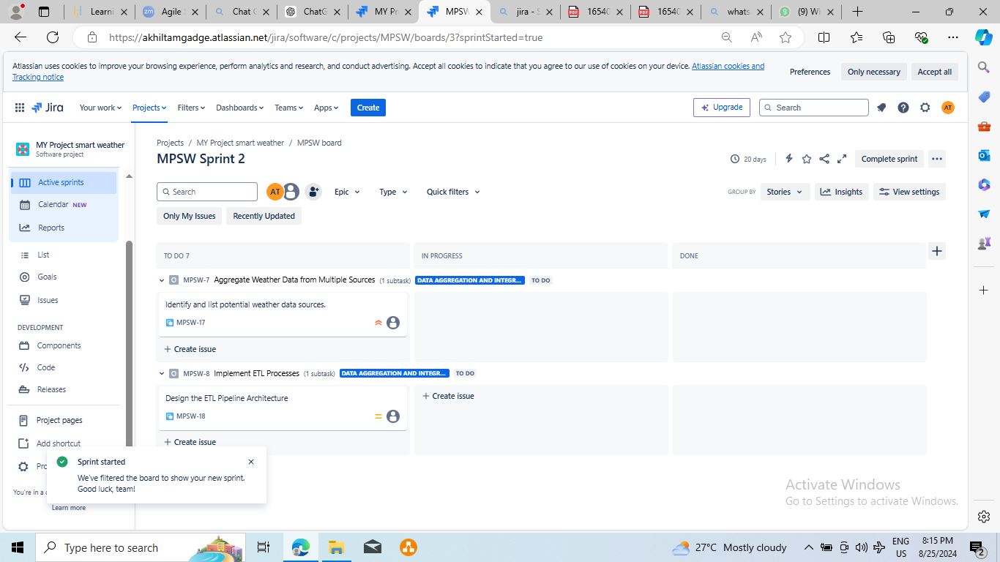 Learni
Agile S
Chat G
ChatG
MY Pr
MPSW
jira - S
16540
16540
whats
(9) Wh
https://akhiltamgadge.atlassian.net/jira/software/c/projects/MPSW/boards/3?sprintStarted=true
Atlassian uses cookies to improve your browsing experience, perform analytics and research, and conduct advertising. Accept all cookies to indicate that you agree to our use of cookies on your device. Atlassian cookies and
Tracking notice
Preferences
Only necessary
Accept all
Jira
Your work
Projects
Filters
Dashboards
Teams
Apps
Create
Upgrade
Search
AT
MY Project smart weather
Software project
Active sprints
Calendar NEW
Reports
List
Goals
Issues
DEVELOPMENT
Components
Code
Releases
Project pages
Add shortcut
Pro
You're in a c
Learn more
Projects / MY Project smart weather / MPSW board
MPSW Sprint 2
20 days
Complete sprint
Search
AT
Epic
Type
Quick filters
GROUP BY
Stories
Insights
View settings
Only My Issues
Recently Updated
TO DO 7
IN PROGRESS
DONE
MPSW-7 Aggregate Weather Data from Multiple Sources (1 subtask) DATA AGGREGATION AND INTEGR... TO DO
Identify and list potential weather data sources.
MPSW-17
+ Create issue
MPSW-8 Implement ETL Processes (1 subtask) DATA AGGREGATION AND INTEGR... TO DO
Design the ETL Pipeline Architecture
+ Create issue
MPSW-18
+ Create issue
Sprint started
We've filtered the board to show your new sprint.
Good luck, team!
Activate Windows
Go to Settings to activate Windows.
Type here to search
27°C Mostly cloudy
ENG
US
8:15 PM
8/25/2024
2